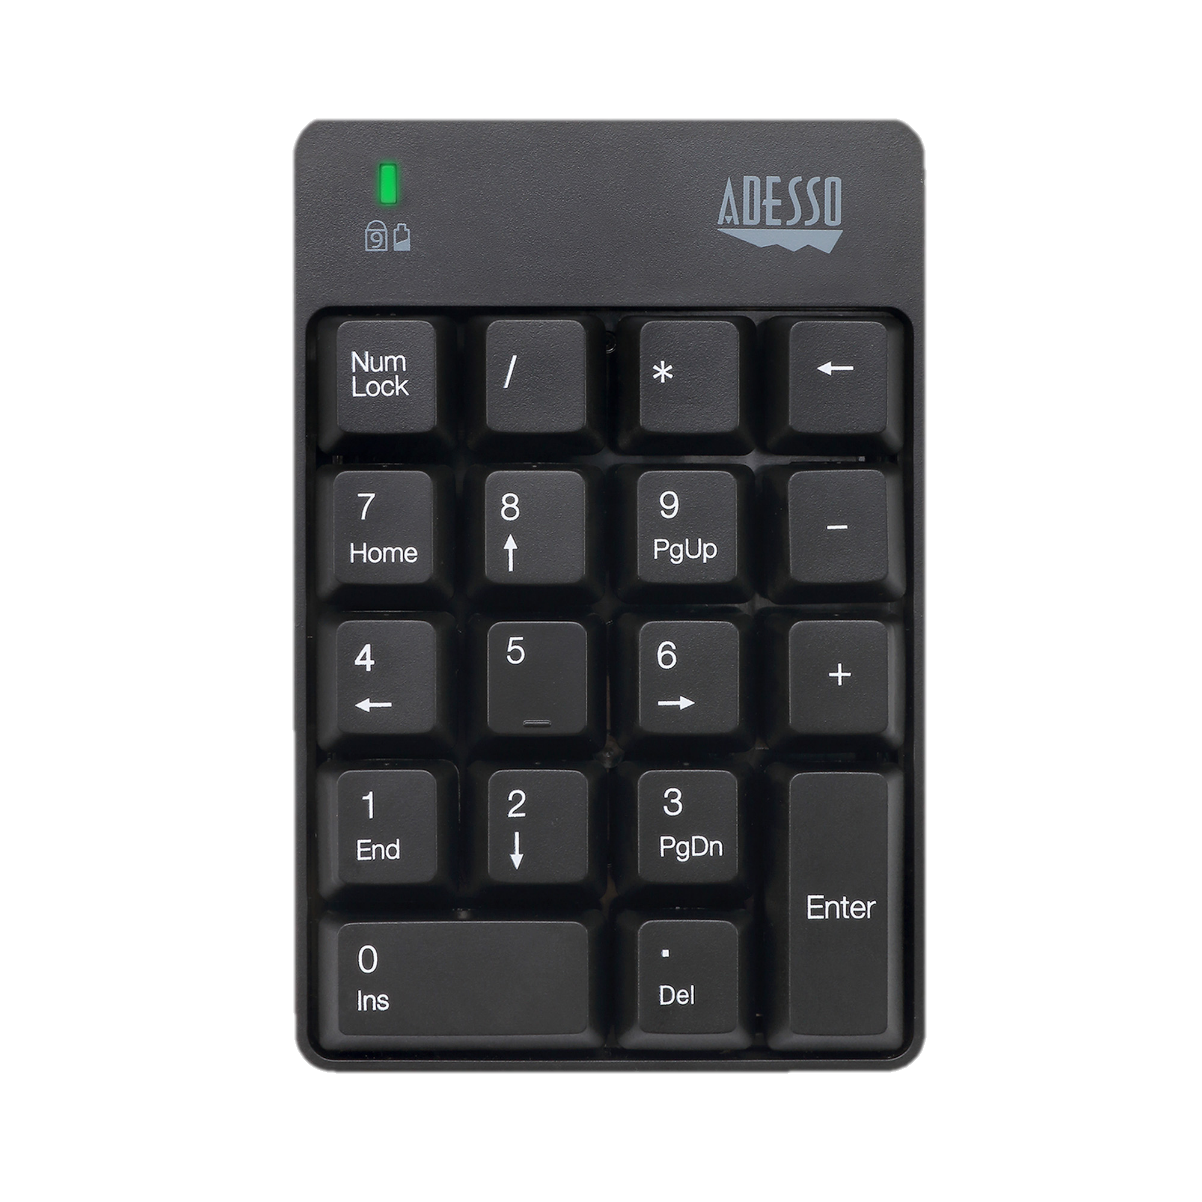 ADESSO
9
Num
Lock
/
*
←
7
Home
8
↑
9
PgUp
−
4
←
5
6
→
+
1
End
2
↓
3
PgDn
Enter
0
Ins
.
Del